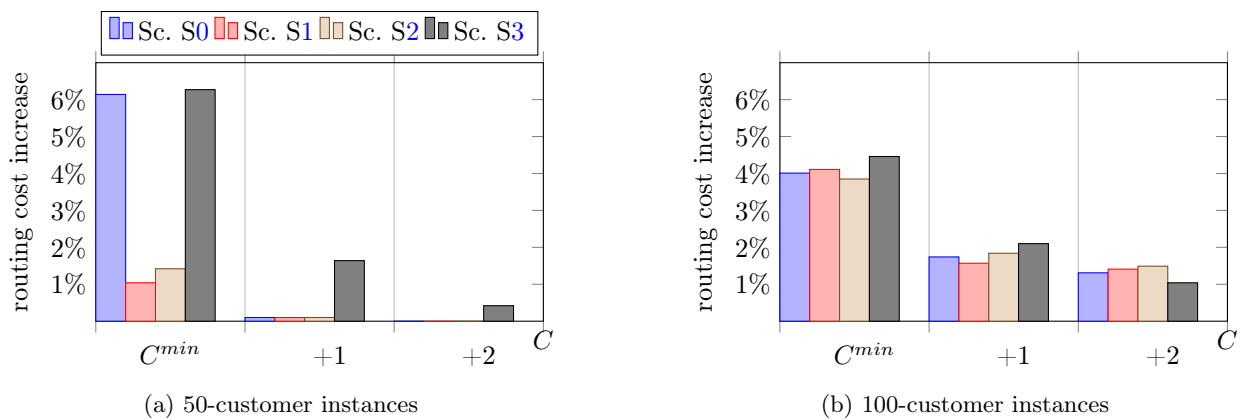 Sc. S0 Sc. S1 Sc. S2 Sc. S3
routing cost increase
6%
5%
4%
3%
2%
1%
C^{min} +1 +2 C
(a) 50-customer instances
routing cost increase
6%
5%
4%
3%
2%
1%
C^{min} +1 +2 C
(b) 100-customer instances